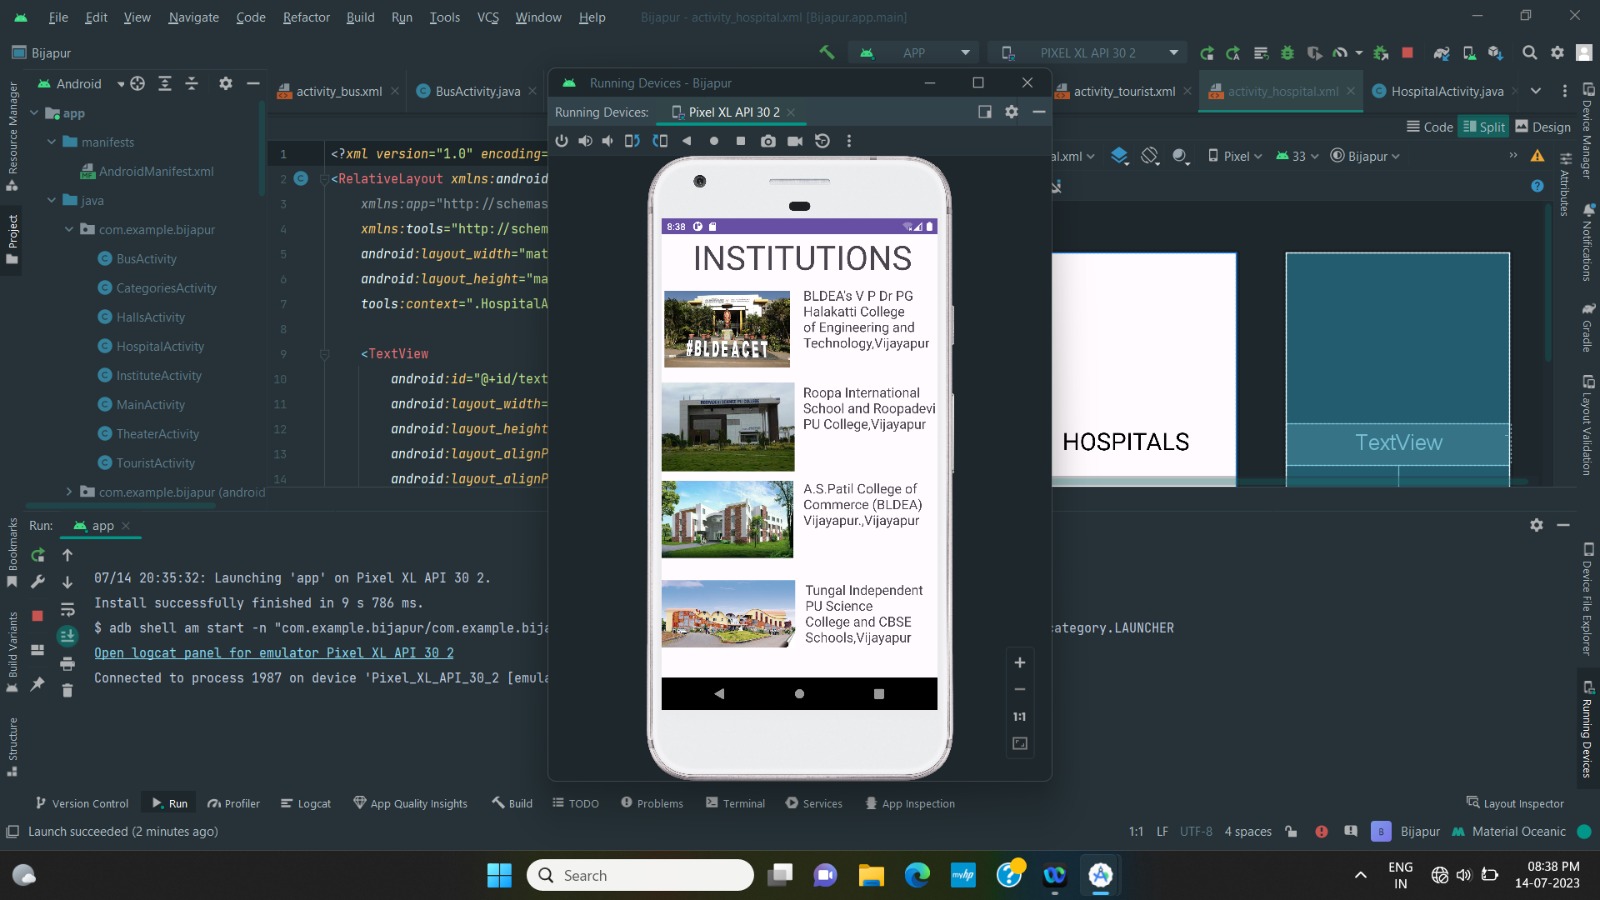 File Edit View Navigate Code Refactor Build Run Tools VCS Window Help Bijapur - activity_hospital.xml [Bijapur.app.main]
Bijapur APP PIXEL XL API 30 2
Android
activity_bus.xml BusActivity.java activity_tourist.xml activity_hospital.xml HospitalActivity.java
Running Devices - Bijapur
Running Devices: Pixel XL API 30 2
Code Split Design
al.xml Pixel 33 Bijapur
app
manifests
AndroidManifest.xml
java
com.example.bijapur
BusActivity
CategoriesActivity
HallsActivity
HospitalActivity
InstituteActivity
MainActivity
TheaterActivity
TouristActivity
com.example.bijapur (android
1 <?xml version="1.0" encoding=
2 <RelativeLayout xmlns:android
3 xmlns:app="http://schemas
4 xmlns:tools="http://schem
5 android:layout_width="mat
6 android:layout_height="ma
7 tools:context=".HospitalA
8
9 <TextView
10 android:id="@+id/text
11 android:layout_width=
12 android:layout_height
13 android:layout_alignP
14 android:layout_alignP
8:38
INSTITUTIONS
#BLDEACET
BLDEA's V P Dr PG
Halakatti College
of Engineering and
Technology,Vijayapur
Roopa International
School and Roopadevi
PU College,Vijayapur
A.S.Patil College of
Commerce (BLDEA)
Vijayapur.,Vijayapur
Tungal Independent
PU Science
College and CBSE
Schools,Vijayapur
1:1
HOSPITALS
TextView
Resource Manager
Project
Bookmarks
Build Variants
Structure
Device Manager
Attributes
Notifications
Gradle
Layout Validation
Device File Explorer
Running Devices
Run: app
07/14 20:35:32: Launching 'app' on Pixel XL API 30 2.
Install successfully finished in 9 s 786 ms.
$ adb shell am start -n "com.example.bijapur/com.example.bija ategory.LAUNCHER
Open logcat panel for emulator Pixel XL API 30 2
Connected to process 1987 on device 'Pixel_XL_API_30_2 [emula
Version Control Run Profiler Logcat App Quality Insights Build TODO Problems Terminal Services App Inspection Layout Inspector
Launch succeeded (2 minutes ago) 1:1 LF UTF-8 4 spaces B Bijapur Material Oceanic
Search myhp
ENG
IN
08:38 PM
14-07-2023